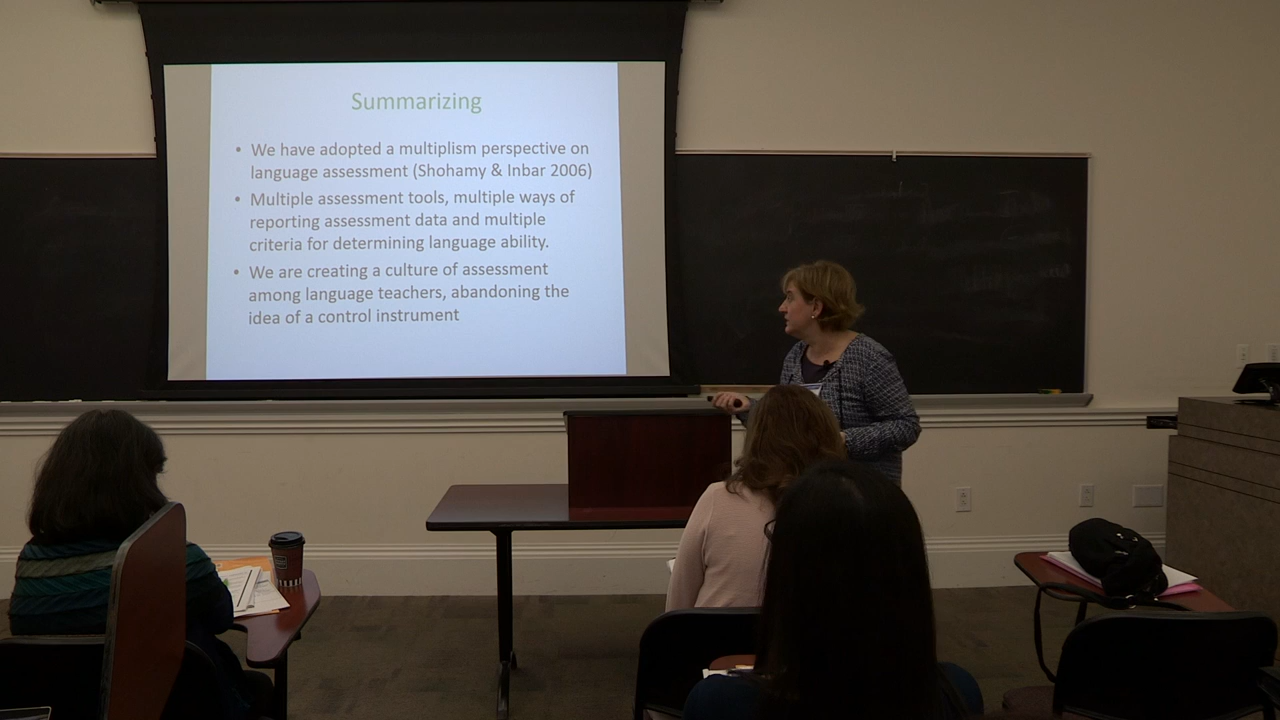 Summarizing
• We have adopted a multiplism perspective on
language assessment (Shohamy & Inbar 2006)
• Multiple assessment tools, multiple ways of
reporting assessment data and multiple
criteria for determining language ability.
• We are creating a culture of assessment
among language teachers, abandoning the
idea of a control instrument